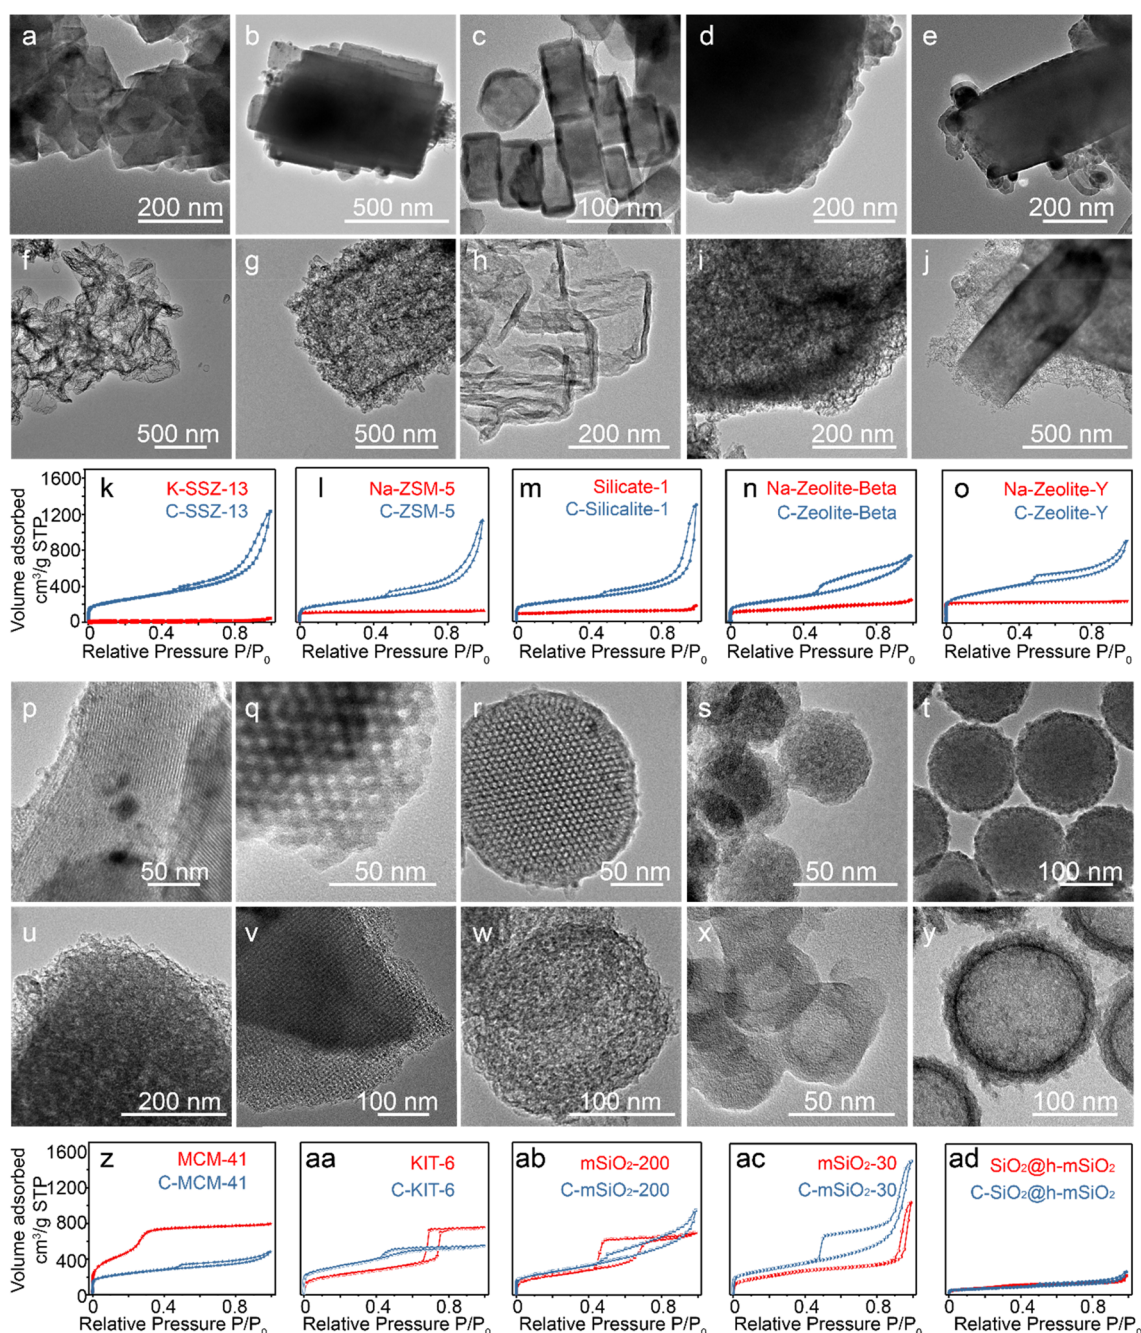 a b c d e
200 nm 500 nm 100 nm 200 nm 200 nm
f g h i j
500 nm 500 nm 200 nm 200 nm 500 nm
1600 k K-SSZ-13 l Na-ZSM-5 m Silicate-1 n Na-Zeolite-Beta o Na-Zeolite-Y
C-SSZ-13 C-ZSM-5 C-Silicalite-1 C-Zeolite-Beta C-Zeolite-Y
1200
800
400
0
Volume adsorbed
cm³/g STP
0 0.4 0.8 0 0.4 0.8 0 0.4 0.8 0 0.4 0.8 0 0.4 0.8
Relative Pressure P/P₀ Relative Pressure P/P₀ Relative Pressure P/P₀ Relative Pressure P/P₀ Relative Pressure P/P₀
p q r s t
50 nm 50 nm 50 nm 50 nm 100 nm
u v w x y
200 nm 100 nm 100 nm 50 nm 100 nm
1600 z MCM-41 aa KIT-6 ab mSiO₂-200 ac mSiO₂-30 ad SiO₂@h-mSiO₂
C-MCM-41 C-KIT-6 C-mSiO₂-200 C-mSiO₂-30 C-SiO₂@h-mSiO₂
1200
800
400
0
Volume adsorbed
cm³/g STP
0 0.4 0.8 0 0.4 0.8 0 0.4 0.8 0 0.4 0.8 0 0.4 0.8
Relative Pressure P/P₀ Relative Pressure P/P₀ Relative Pressure P/P₀ Relative Pressure P/P₀ Relative Pressure P/P₀